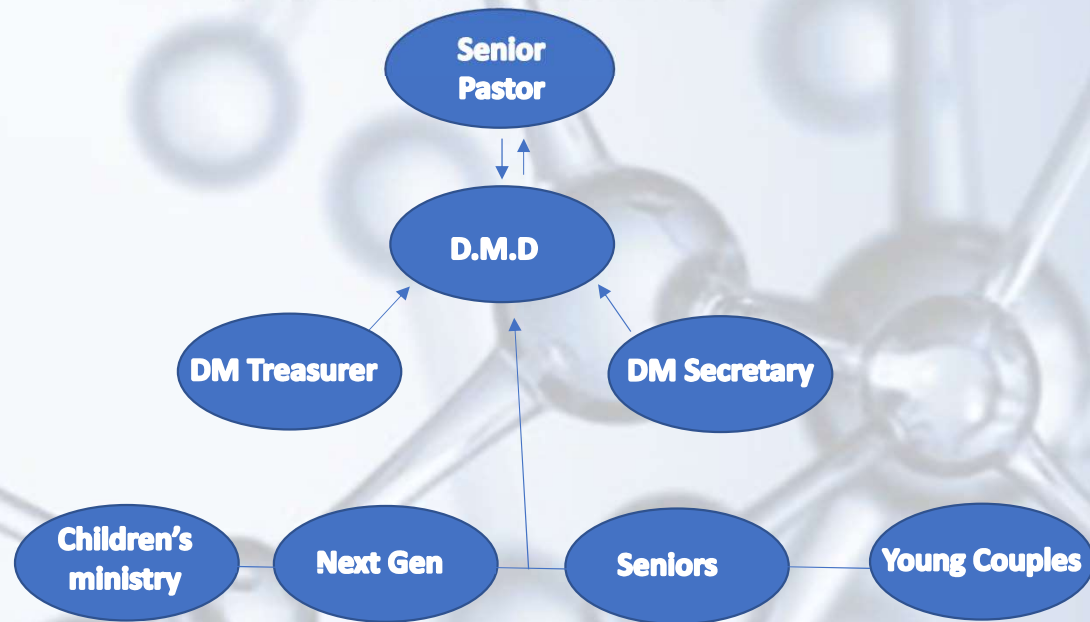 Senior
Pastor
D.M.D
DM Treasurer
DM Secretary
Children's
ministry
Next Gen
Seniors
Young Couples